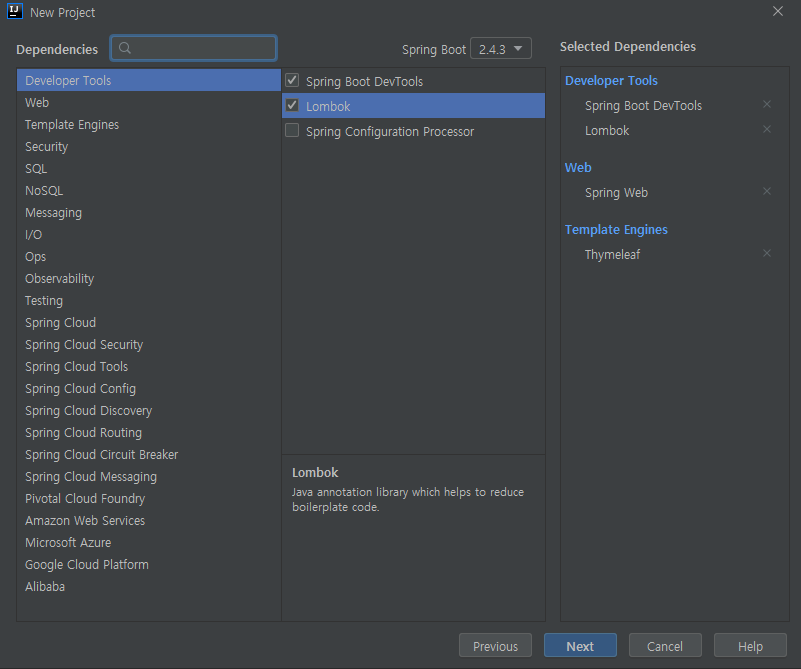 IJ New Project
Dependencies
Spring Boot 2.4.3
Selected Dependencies
Developer Tools
Web
Template Engines
Security
SQL
NoSQL
Messaging
I/O
Ops
Observability
Testing
Spring Cloud
Spring Cloud Security
Spring Cloud Tools
Spring Cloud Config
Spring Cloud Discovery
Spring Cloud Routing
Spring Cloud Circuit Breaker
Spring Cloud Messaging
Pivotal Cloud Foundry
Amazon Web Services
Microsoft Azure
Google Cloud Platform
Alibaba
Spring Boot DevTools
Lombok
Spring Configuration Processor
Lombok
Java annotation library which helps to reduce
boilerplate code.
Developer Tools
Spring Boot DevTools
Lombok
Web
Spring Web
Template Engines
Thymeleaf
Previous
Next
Cancel
Help